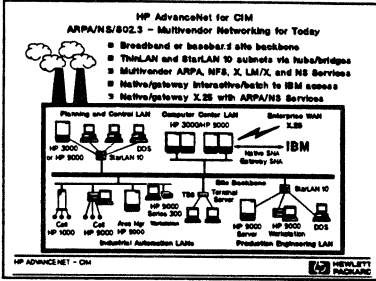 HP AdvanceNet for CIM
ARPA/NS/802.3 - Multivendor Networking for Today
Broadband or baseband site backbone
ThinLAN and StarLAN 10 subnets via hubs/bridges
Multivendor ARPA, NFS, X, LM/X, and NS Services
Native/gateway interactive/batch to IBM access
Native/gateway X.25 with ARPA/NS Services
Planning and Control LAN
Computer Center LAN
HP 3000/HP 9000
Enterprise WAN
X.25
HP 3000
or HP 9000
DDS
StarLAN 10
IBM
Native SNA
Gateway SNA
Site Backbone
Cell
HP 1000
Cell
HP 9000
Area Mgr
HP 9000
HP 9000
Series 300
Workstation
TS8
Terminal
Server
StarLAN 10
HP 9000
Server
HP 9000
Workstation
DDS
Industrial Automation LANs
Production Engineering LAN
HP ADVANCENET - CIM
hp HEWLETT
PACKARD